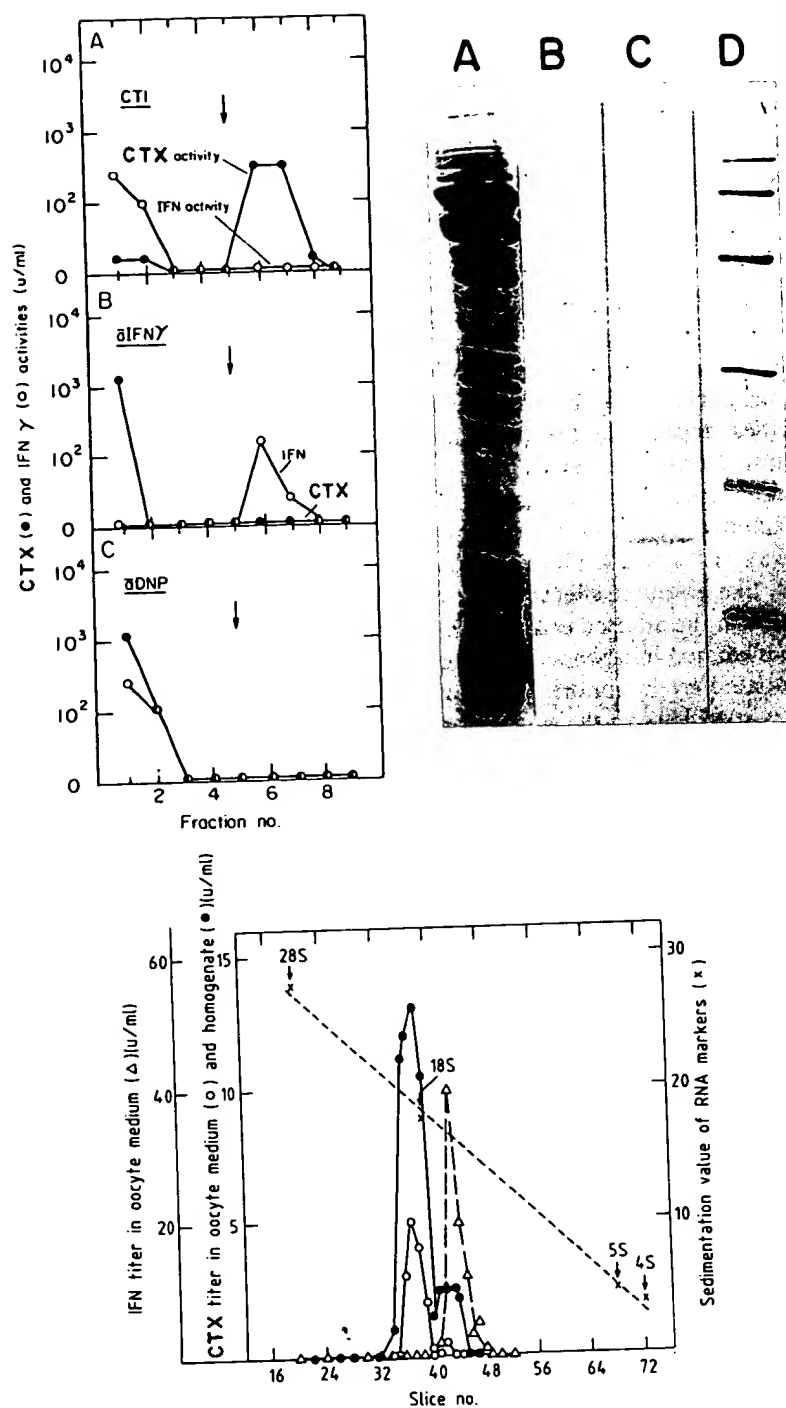 A
CT1
CTX activity
IFN activity
10⁴
10³
10²
0
B
āIFNγ
IFN
CTX
10⁴
10³
10²
0
C
āDNP
10⁴
10³
10²
0
2 4 6 8
Fraction no.
CTX (●) and IFN γ (o) activities (u/ml)
A B C D
IFN titer in oocyte medium (△)(u/ml)
60
40
20
CTX titer in oocyte medium (o) and homogenate (●)(u/ml)
15
10
5
28S
18S
5S
4S
30
20
10
Sedimentation value of RNA markers (x)
16 24 32 40 48 56 64 72
Slice no.